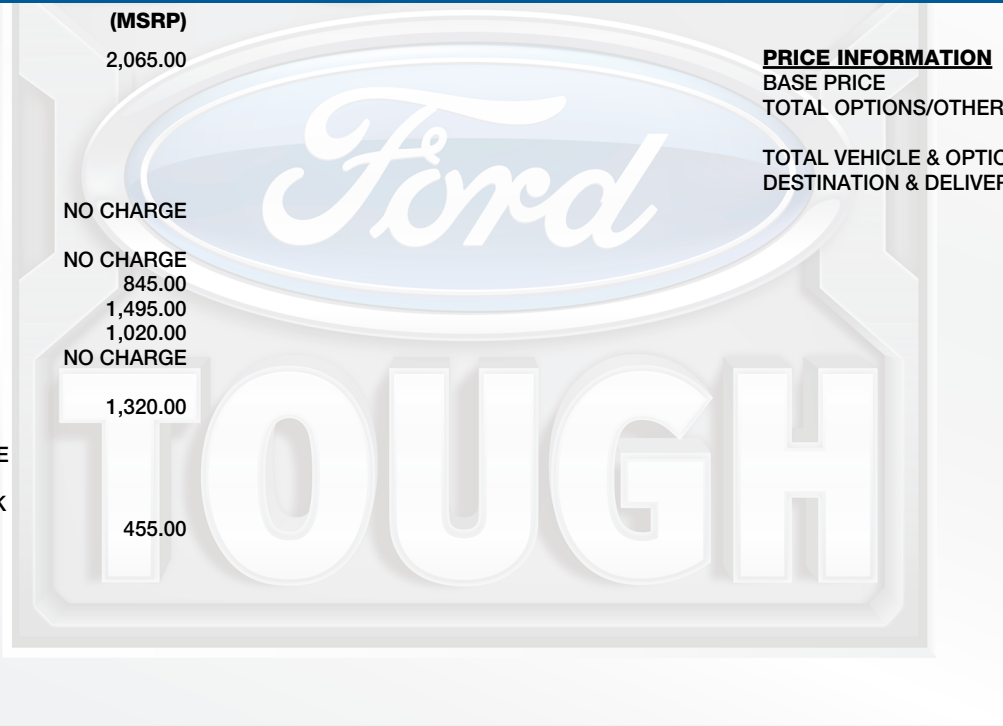 (MSRP)
2,065.00
NO CHARGE
NO CHARGE
845.00
1,495.00
1,020.00
NO CHARGE
1,320.00
E
K
455.00
PRICE INFORMATION
BASE PRICE
TOTAL OPTIONS/OTHER
TOTAL VEHICLE & OPTIO
DESTINATION & DELIVER
Ford
TOUGH